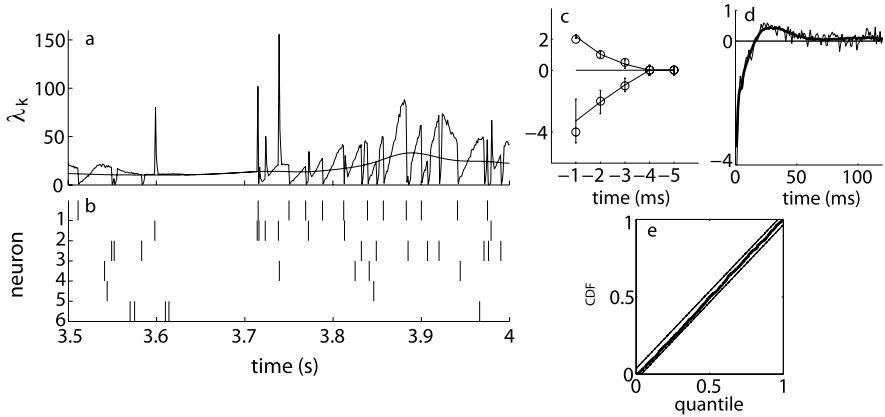 a
150
100
50
0
λk
b
1
2
3
4
5
6
neuron
3.5 3.6 3.7 3.8 3.9 4
time (s)
c
2
0
−4
−1 −2 −3 −4 −5
time (ms)
d
1
0
−4
0 50 100
time (ms)
e
1
0.5
0
CDF
0 0.5 1
quantile